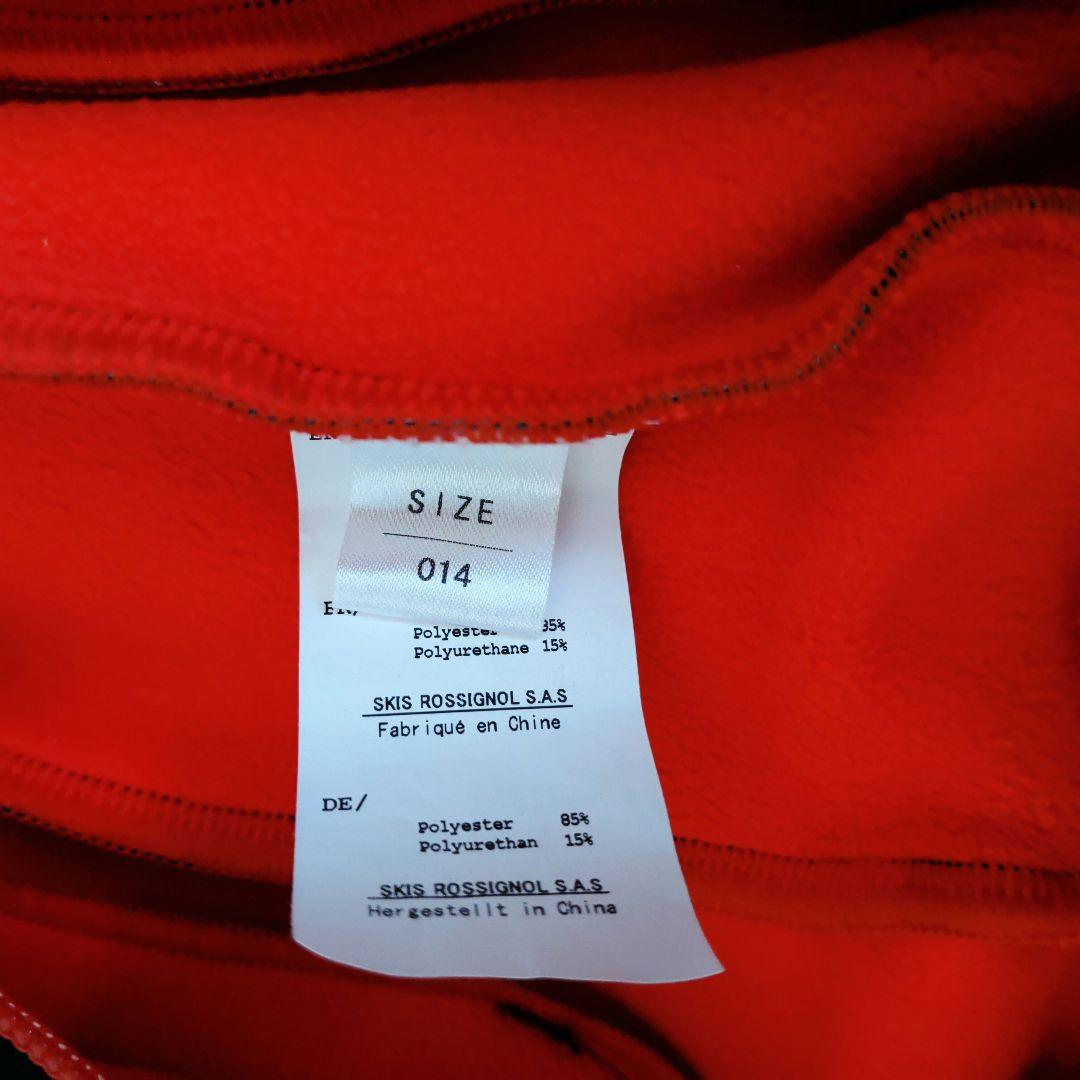 SIZE
014
Polyester
Polyurethane 15%
SKIS ROSSIGNOL S.A.S
Fabriqué en Chine
DE/
Polyester 85%
Polyurethan 15%
SKIS ROSSIGNOL S.A.S
Hergestellt in China